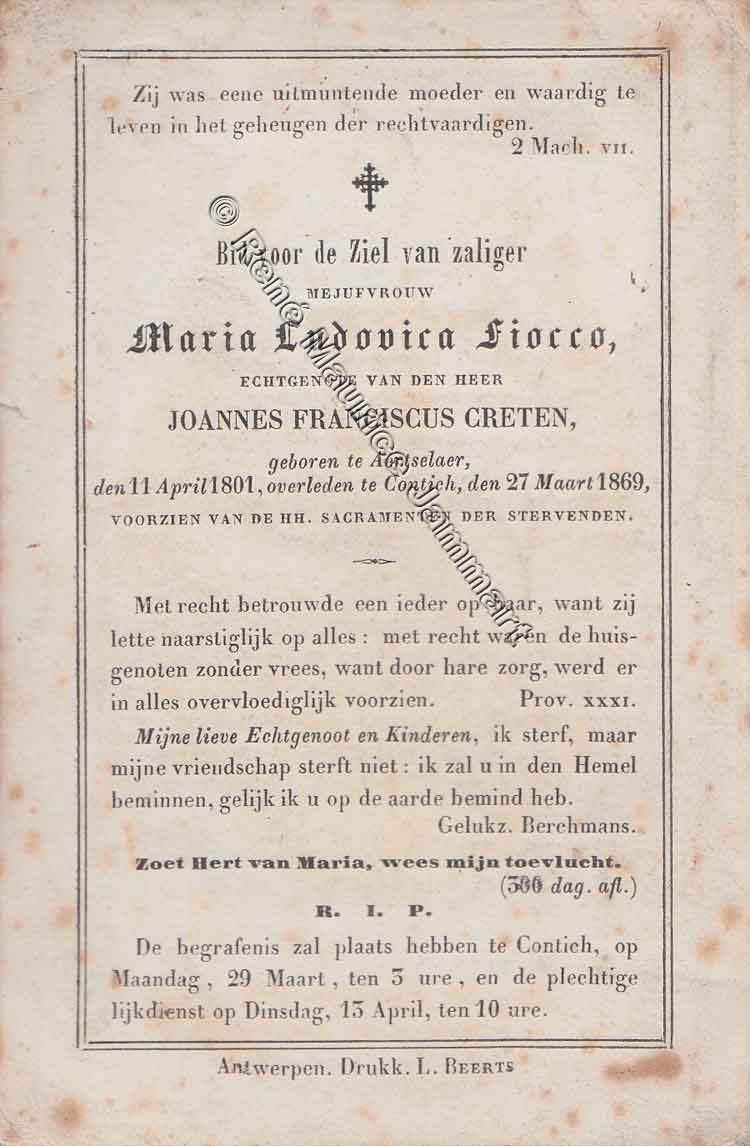 Zij was eene uitmuntende moeder en waardig te
leven in het geheugen der rechtvaardigen.
2 Mach. VII.
Bid voor de Ziel van zaliger
MEJUFVROUW
Maria Ludovica Fiocco,
ECHTGENOTE VAN DEN HEER
JOANNES FRANCISCUS CRETEN,
geboren te Aertselaer,
den 11 April 1801, overleden te Contich, den 27 Maart 1869,
VOORZIEN VAN DE HH. SACRAMENTEN DER STERVENDEN.
Met recht betrouwde een ieder op haar, want zij
lette naarstiglijk op alles : met recht waren de huis-
genoten zonder vrees, want door hare zorg, werd er
in alles overvloediglijk voorzien. Prov. XXXI.
Mijne lieve Echtgenoot en Kinderen, ik sterf, maar
mijne vriendschap sterft niet : ik zal u in den Hemel
beminnen, gelijk ik u op de aarde bemind heb.
Gelukz. Berchmans.
Zoet Hert van Maria, wees mijn toevlucht.
(300 dag. afl.)
R. I. P.
De begrafenis zal plaats hebben te Contich, op
Maandag, 29 Maart, ten 3 ure, en de plechtige
lijkdienst op Dinsdag, 13 April, ten 10 ure.
Antwerpen. Drukk. L. BEERTS
© René Maurice Jammart